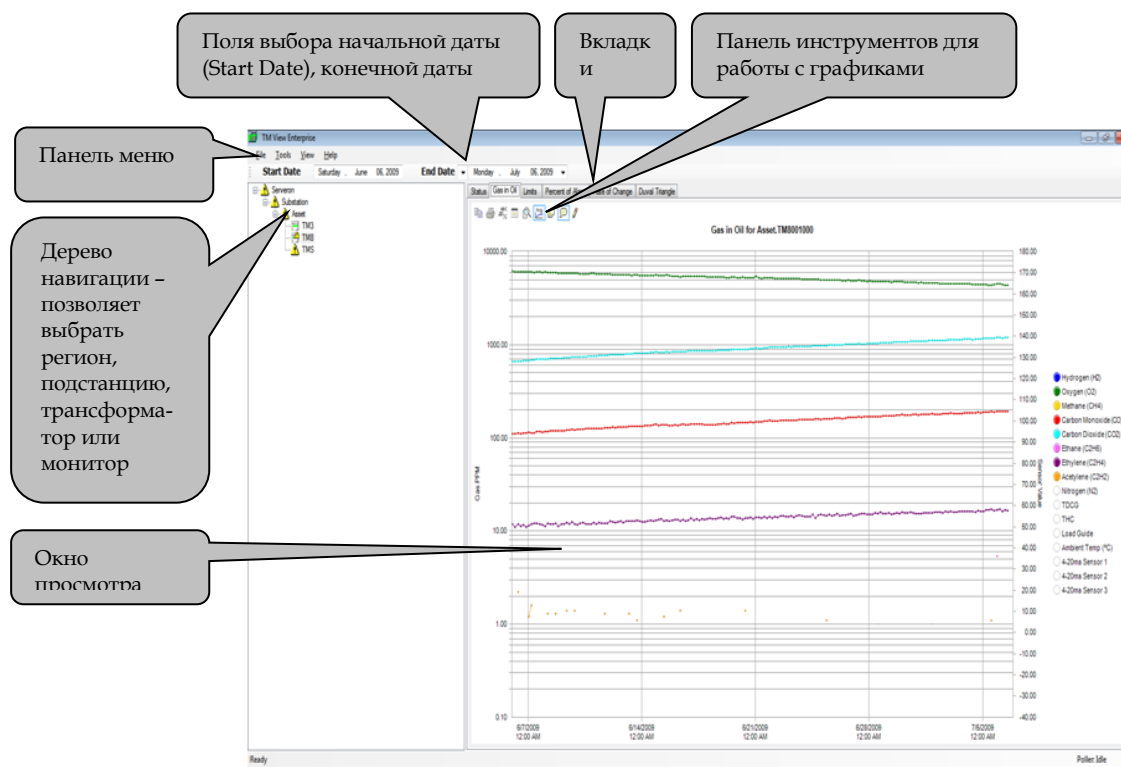 Поля выбора начальной даты
(Start Date), конечной даты
Вкладк
и
Панель инструментов для
работы с графиками
Панель меню
Дерево
навигации –
позволяет
выбрать
регион,
подстанцию,
трансформа-
тор или
монитор
Окно
просмотра
TM View Enterprise
File Tools View Help
Start Date Saturday , June 06, 2009 End Date Monday , July 06, 2009
Serveron
Substation
Asset
TM3
TM8
TMS
Status Gas in Oil Limits Percent of of Change Duval Triangle
Gas in Oil for Asset.TM8001000
10000.00
1000.00
100.00
10.00
1.00
0.10
Gas PPM
180.00
170.00
160.00
150.00
140.00
130.00
120.00
110.00
100.00
90.00
80.00
70.00
60.00
50.00
40.00
30.00
20.00
10.00
0.00
-10.00
-20.00
-30.00
-40.00
Sensor Value
6/7/2009
12:00 AM
6/14/2009
12:00 AM
6/21/2009
12:00 AM
6/28/2009
12:00 AM
7/5/2009
12:00 AM
Hydrogen (H2)
Oxygen (O2)
Methane (CH4)
Carbon Monoxide (CO)
Carbon Dioxide (CO2)
Ethane (C2H6)
Ethylene (C2H4)
Acetylene (C2H2)
Nitrogen (N2)
TDCG
THC
Load Guide
Ambient Temp (°C)
4-20ma Sensor 1
4-20ma Sensor 2
4-20ma Sensor 3
Ready
Poller: Idle